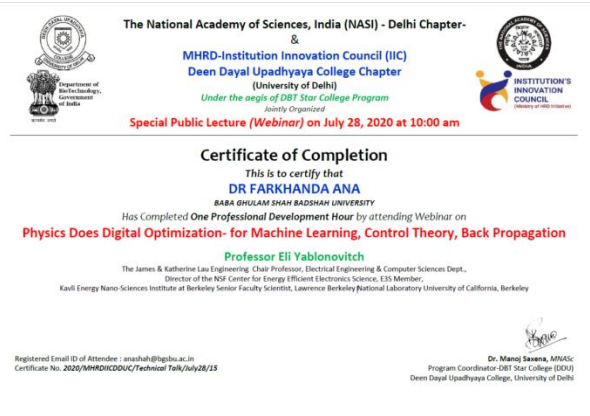 The National Academy of Sciences, India (NASI) - Delhi Chapter-
&
MHRD-Institution Innovation Council (IIC)
Deen Dayal Upadhyaya College Chapter
(University of Delhi)
Under the aegis of DBT Star College Program
Jointly Organized
Special Public Lecture (Webinar) on July 28, 2020 at 10:00 am
Department of
BioTechnology,
Government
of India
INSTITUTION'S
INNOVATION
COUNCIL
(Ministry of HRD Initiative)
Certificate of Completion
This is to certify that
DR FARKHANDA ANA
BABA GHULAM SHAH BADSHAH UNIVERSITY
Has Completed One Professional Development Hour by attending Webinar on
Physics Does Digital Optimization- for Machine Learning, Control Theory, Back Propagation
Professor Eli Yablonovitch
The James & Katherine Lau Engineering Chair Professor, Electrical Engineering & Computer Sciences Dept.,
Director of the NSF Center for Energy Efficient Electronics Science, E3S Member,
Kavli Energy Nano-Sciences Institute at Berkeley Senior Faculty Scientist, Lawrence Berkeley National Laboratory University of California, Berkeley
Registered Email ID of Attendee : anashah@bgsbu.ac.in
Certificate No. 2020/MHRDIICDDUC/Technical Talk/July28/15
Dr. Manoj Saxena, MNASc
Program Coordinator-DBT Star College (DDU)
Deen Dayal Upadhyaya College, University of Delhi